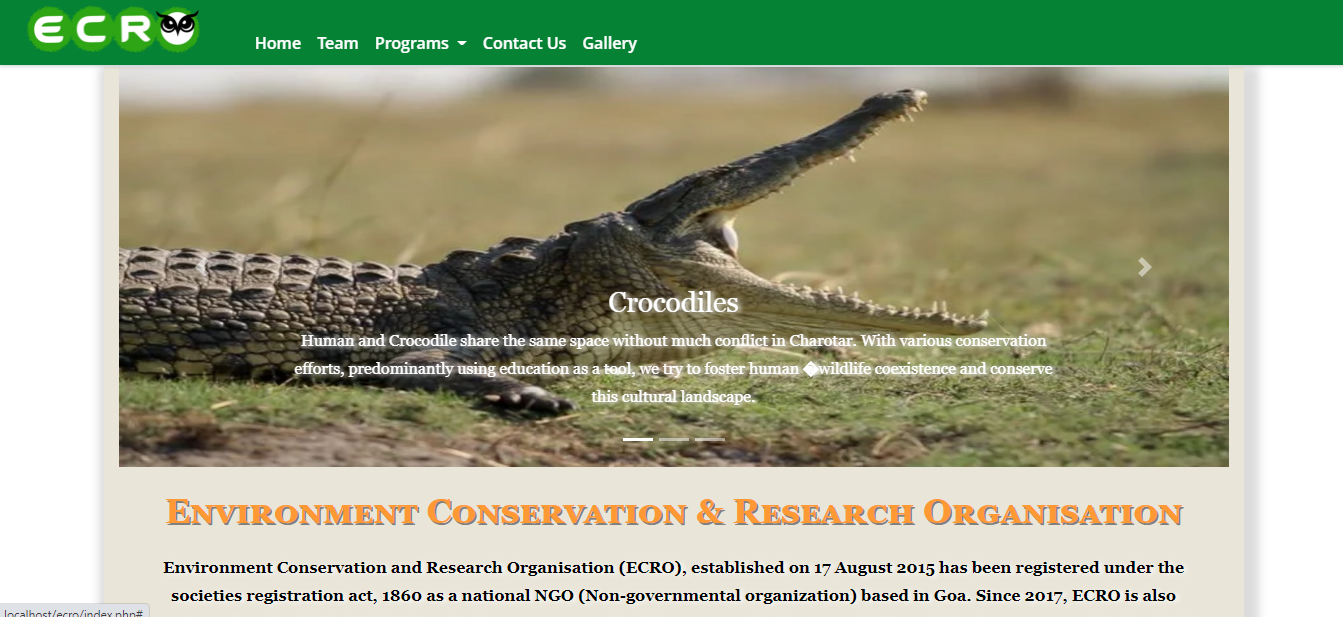 ECRO
Home Team Programs Contact Us Gallery
Crocodiles
Human and Crocodile share the same space without much conflict in Charotar. With various conservation
efforts, predominantly using education as a tool, we try to foster human �wildlife coexistence and conserve
this cultural landscape.
Environment Conservation & Research Organisation
Environment Conservation and Research Organisation (ECRO), established on 17 August 2015 has been registered under the
societies registration act, 1860 as a national NGO (Non-governmental organization) based in Goa. Since 2017, ECRO is also
localhost/ecro/index.php#